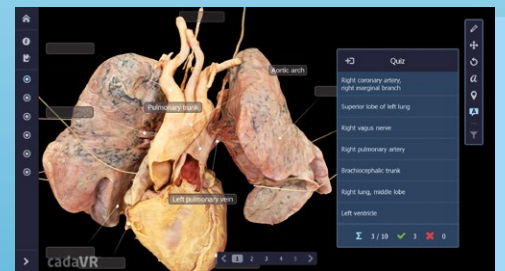 Aortic arch
Pulmonary trunk
Left pulmonary vein
Quiz
Right coronary artery,
right marginal branch
Superior lobe of left lung
Right vagus nerve
Right pulmonary artery
Brachiocephalic trunk
Right lung, middle lobe
Left ventricle
Σ 3 / 10 ✓ 3 ✗ 0
a
A
cadaVR
< 1 2 3 4 5 >